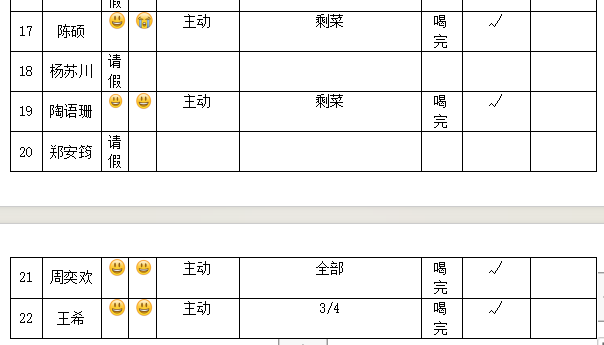 假
17 陈硕 😃 😭 主动 剩菜 喝完 ✓
18 杨苏川 请假
19 陶语珊 😃 😃 主动 剩菜 喝完 ✓
20 郑安筠 请假
21 周奕欢 😃 😃 主动 全部 喝完 ✓
22 王希 😃 😃 主动 3/4 喝完 ✓